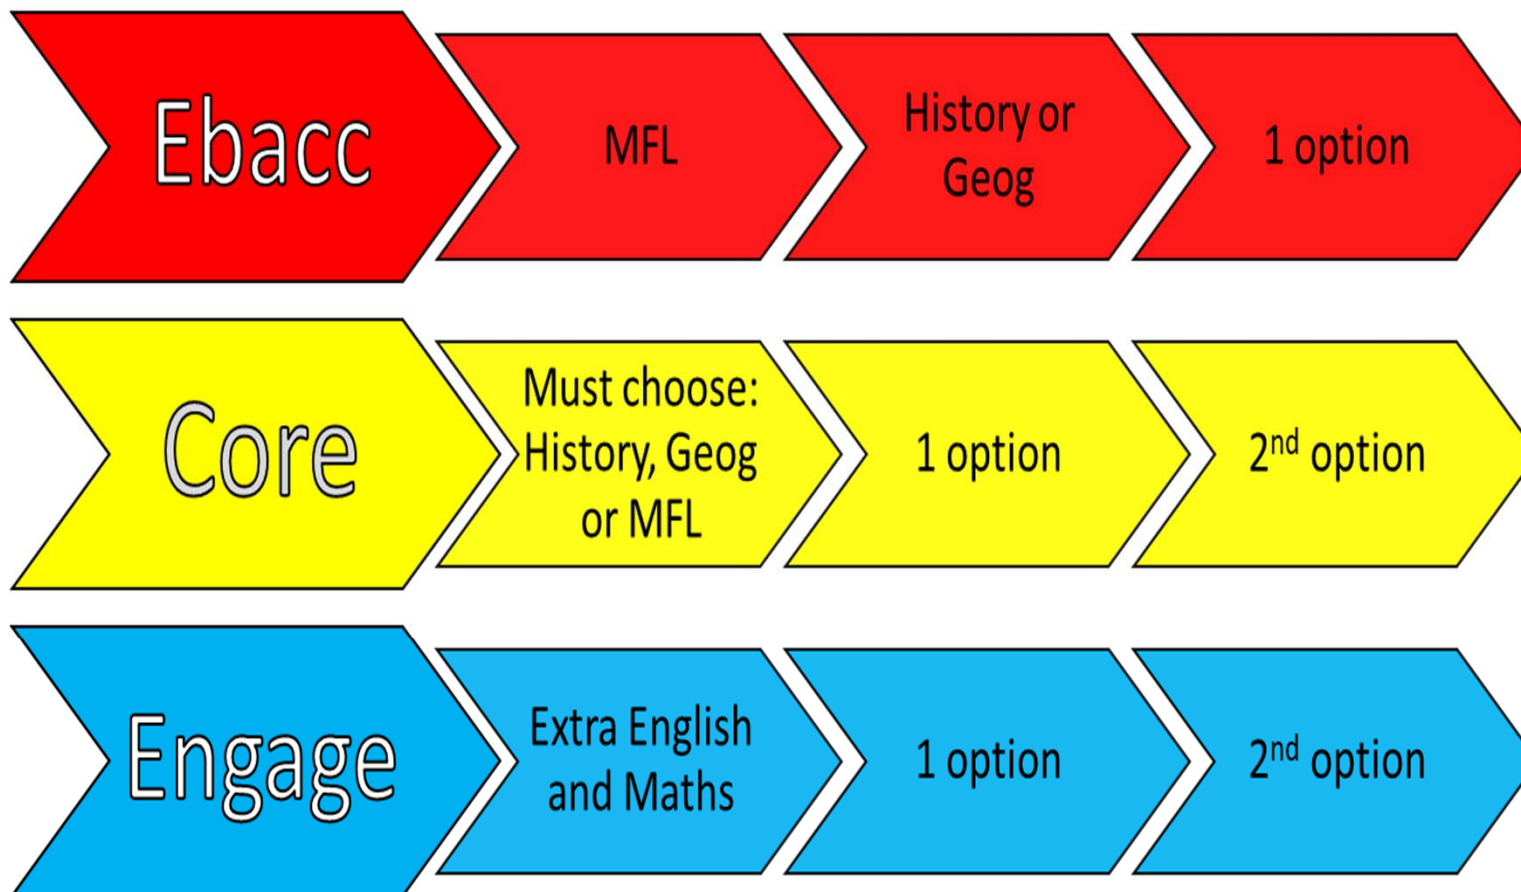 Ebacc
MFL
History or
Geog
1 option
Core
Must choose:
History, Geog
or MFL
1 option
2nd option
Engage
Extra English
and Maths
1 option
2nd option